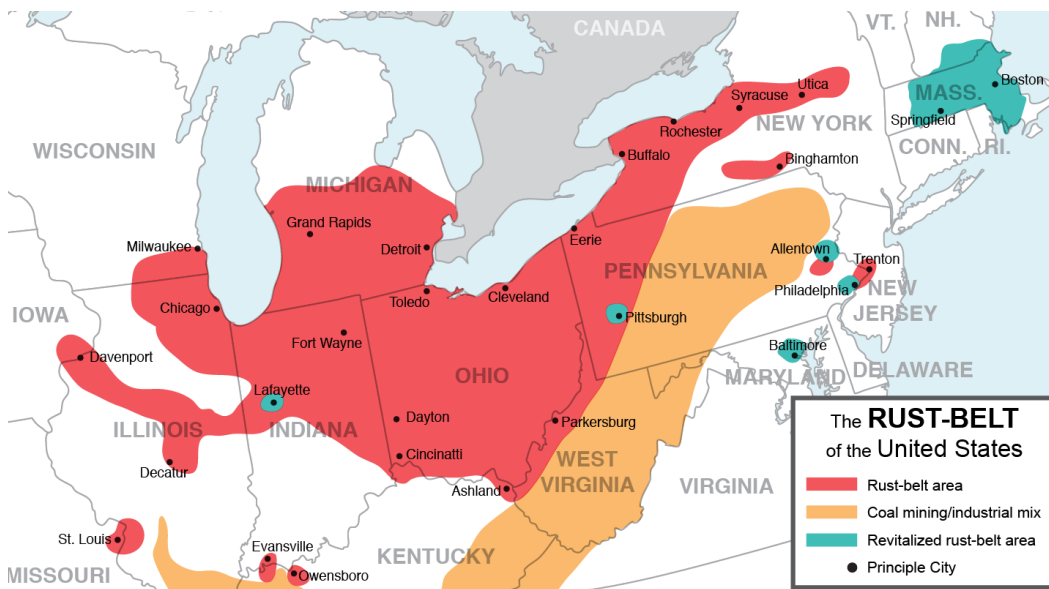 CANADA
VT.
NH.
Utica
Syracuse
Boston
MASS.
Springfield
Rochester
NEW YORK
CONN.
RI.
WISCONSIN
Buffalo
Binghamton
MICHIGAN
Grand Rapids
Eerie
Milwaukee
Detroit
Allentown
Trenton
PENNSYLVANIA
Philadelphia
NEW
JERSEY
Toledo
Cleveland
Chicago
IOWA
Pittsburgh
Fort Wayne
Baltimore
Davenport
MARYLAND
DELAWARE
OHIO
Lafayette
ILLINOIS
INDIANA
Dayton
Parkersburg
Cincinatti
WEST
VIRGINIA
Decatur
Ashland
VIRGINIA
St. Louis
Evansville
KENTUCKY
MISSOURI
Owensboro
The RUST-BELT
of the United States
Rust-belt area
Coal mining/industrial mix
Revitalized rust-belt area
Principle City